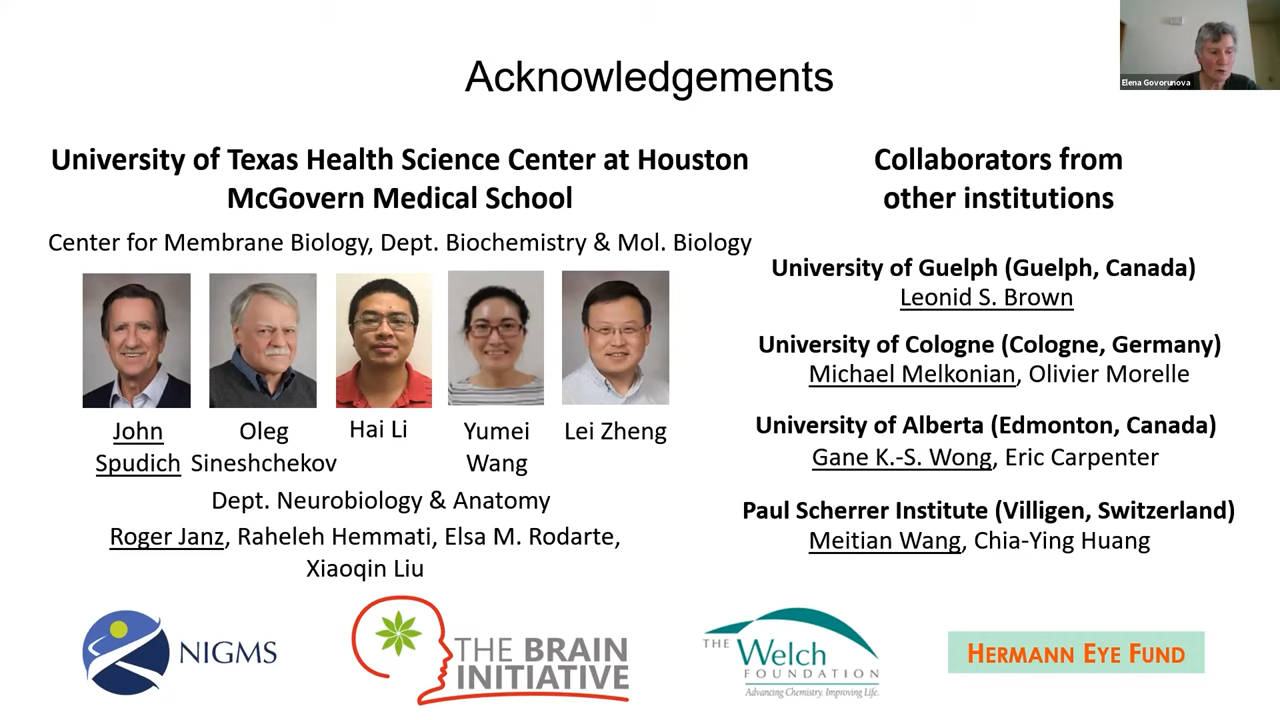 Acknowledgements
Elena Govorunova
University of Texas Health Science Center at Houston
McGovern Medical School
Center for Membrane Biology, Dept. Biochemistry & Mol. Biology
John
Spudich
Oleg
Sineshchekov
Hai Li
Yumei
Wang
Lei Zheng
Dept. Neurobiology & Anatomy
Roger Janz, Raheleh Hemmati, Elsa M. Rodarte,
Xiaoqin Liu
Collaborators from
other institutions
University of Guelph (Guelph, Canada)
Leonid S. Brown
University of Cologne (Cologne, Germany)
Michael Melkonian, Olivier Morelle
University of Alberta (Edmonton, Canada)
Gane K.-S. Wong, Eric Carpenter
Paul Scherrer Institute (Villigen, Switzerland)
Meitian Wang, Chia-Ying Huang
NIGMS
THE BRAIN
INITIATIVE
THE Welch
FOUNDATION
Advancing Chemistry. Improving Life.
HERMANN EYE FUND